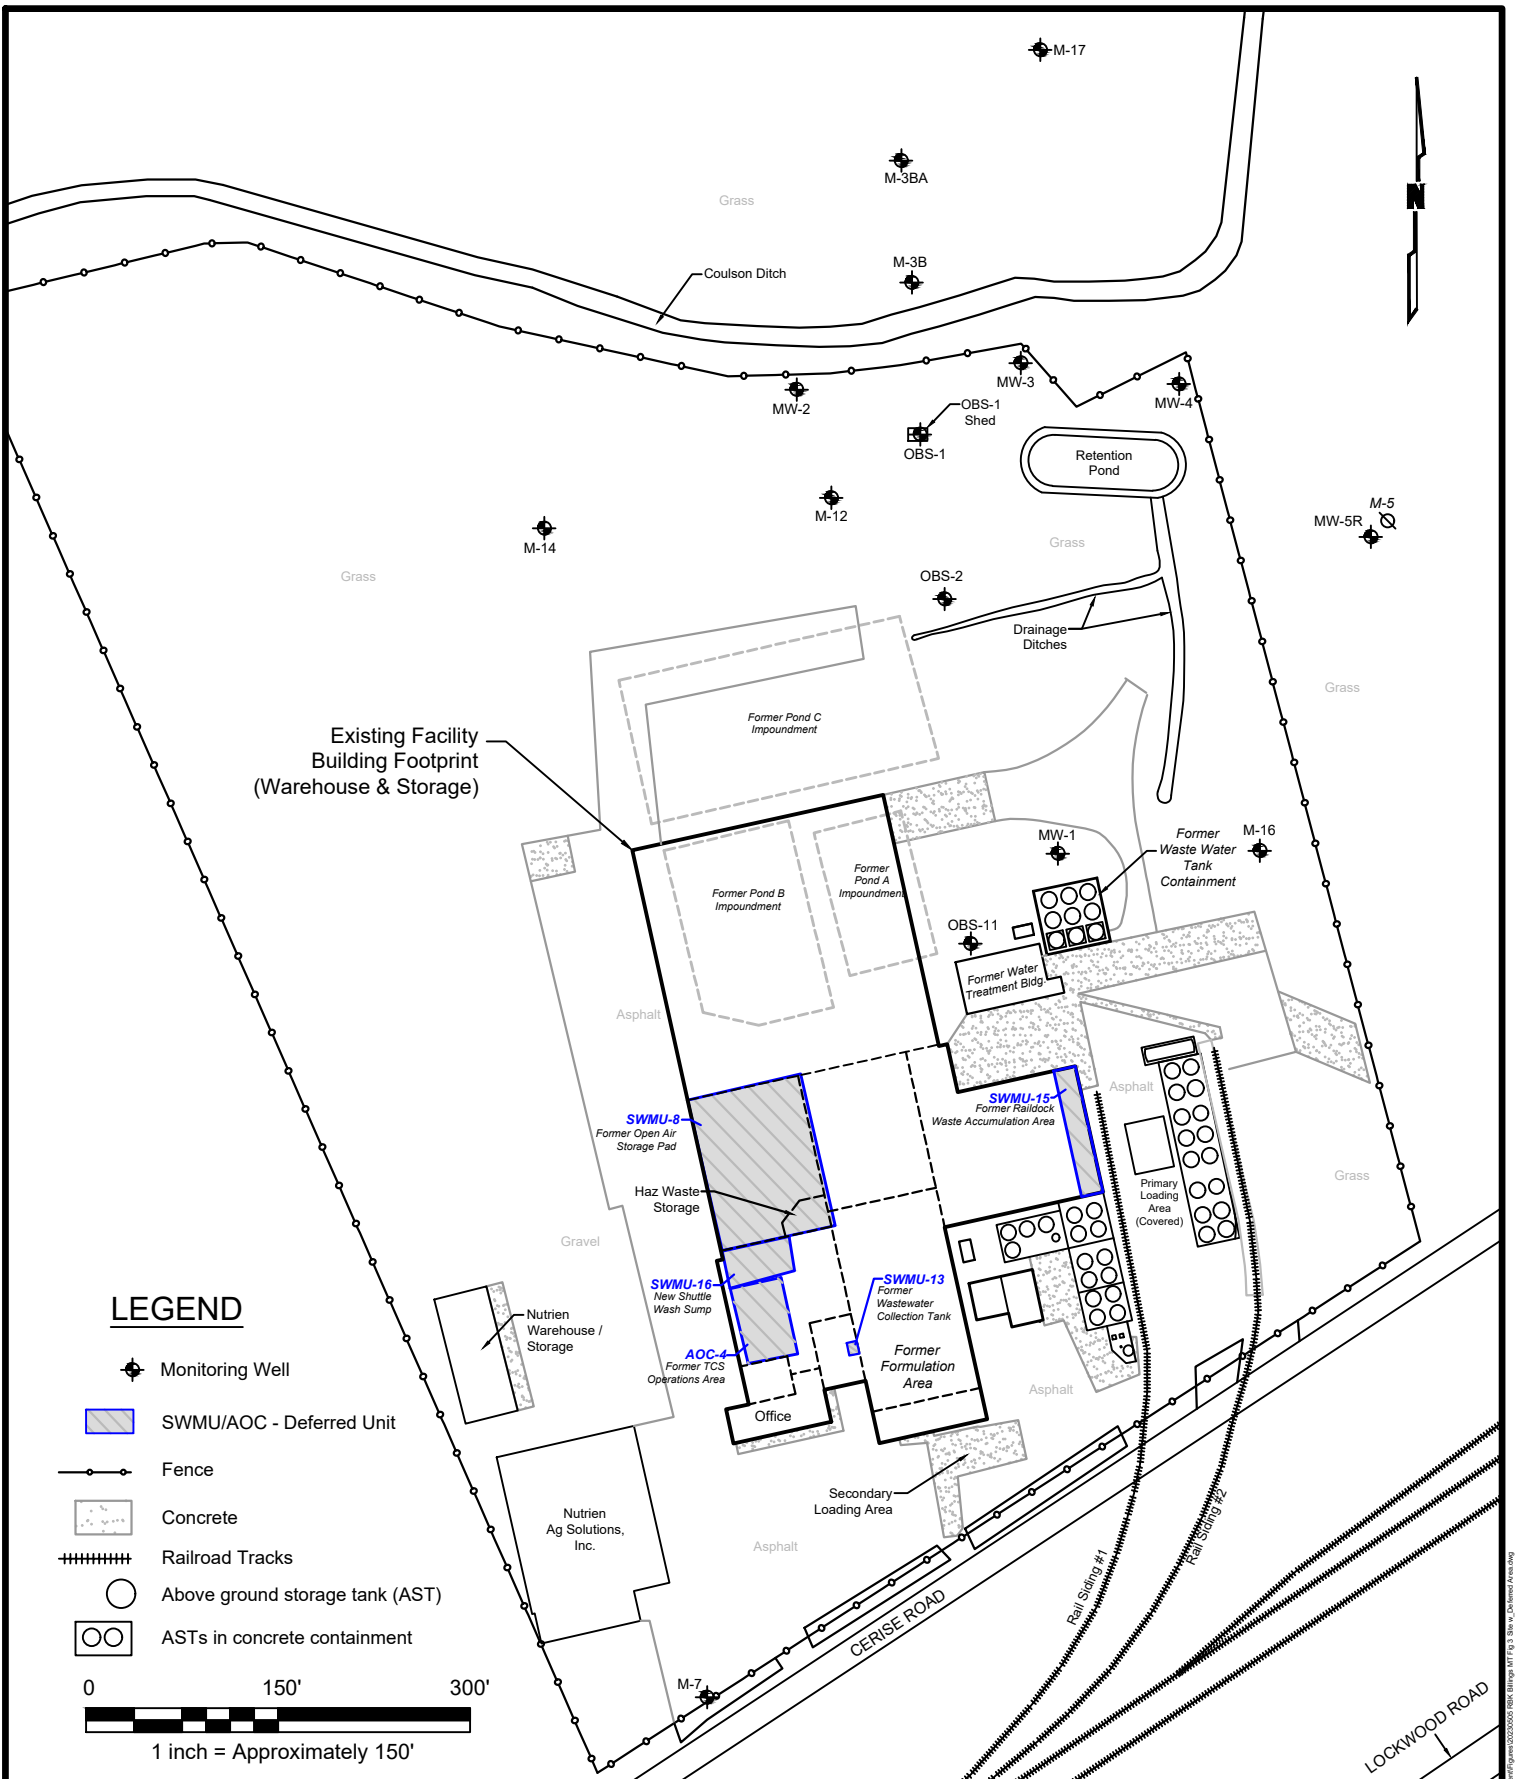 M-17
M-3BA
Grass
N
M-3B
Coulson Ditch
MW-3
MW-4
MW-2
OBS-1
Shed
OBS-1
Retention
Pond
M-12
M-14
M-5
MW-5R
Grass
Grass
OBS-2
Drainage
Ditches
Grass
Former Pond C
Impoundment
Existing Facility
Building Footprint
(Warehouse & Storage)
MW-1
Former
Waste Water
Tank
Containment
M-16
Former
Pond A
Impoundment
Former Pond B
Impoundment
OBS-11
Former Water
Treatment Bldg.
Asphalt
Asphalt
SWMU-8
Former Open Air
Storage Pad
SWMU-15
Former Raildock
Waste Accumulation Area
Grass
Haz Waste
Storage
Primary
Loading
Area
(Covered)
Gravel
SWMU-16
New Shuttle
Wash Sump
SWMU-13
Former
Wastewater
Collection Tank
AOC-4
Former TCS
Operations Area
Former
Formulation
Area
Nutrien
Warehouse /
Storage
Asphalt
Office
Secondary
Loading Area
Nutrien
Ag Solutions,
Inc.
Asphalt
Rail Siding #1
Rail Siding #2
CERISE ROAD
M-7
LOCKWOOD ROAD
LEGEND
Monitoring Well
SWMU/AOC - Deferred Unit
Fence
Concrete
Railroad Tracks
Above ground storage tank (AST)
ASTs in concrete containment
0 150' 300'
1 inch = Approximately 150'